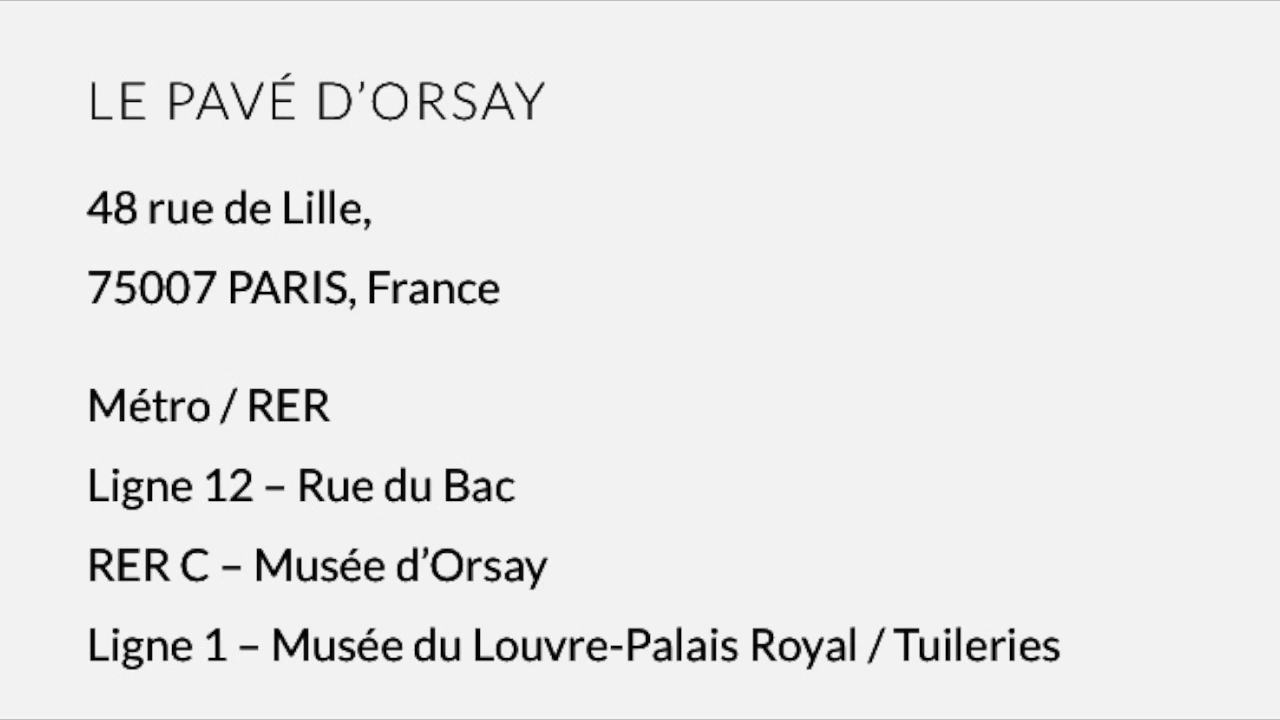 LE PAVÉ D’ORSAY
48 rue de Lille,
75007 PARIS, France
Métro / RER
Ligne 12 – Rue du Bac
RER C – Musée d’Orsay
Ligne 1 – Musée du Louvre-Palais Royal / Tuileries